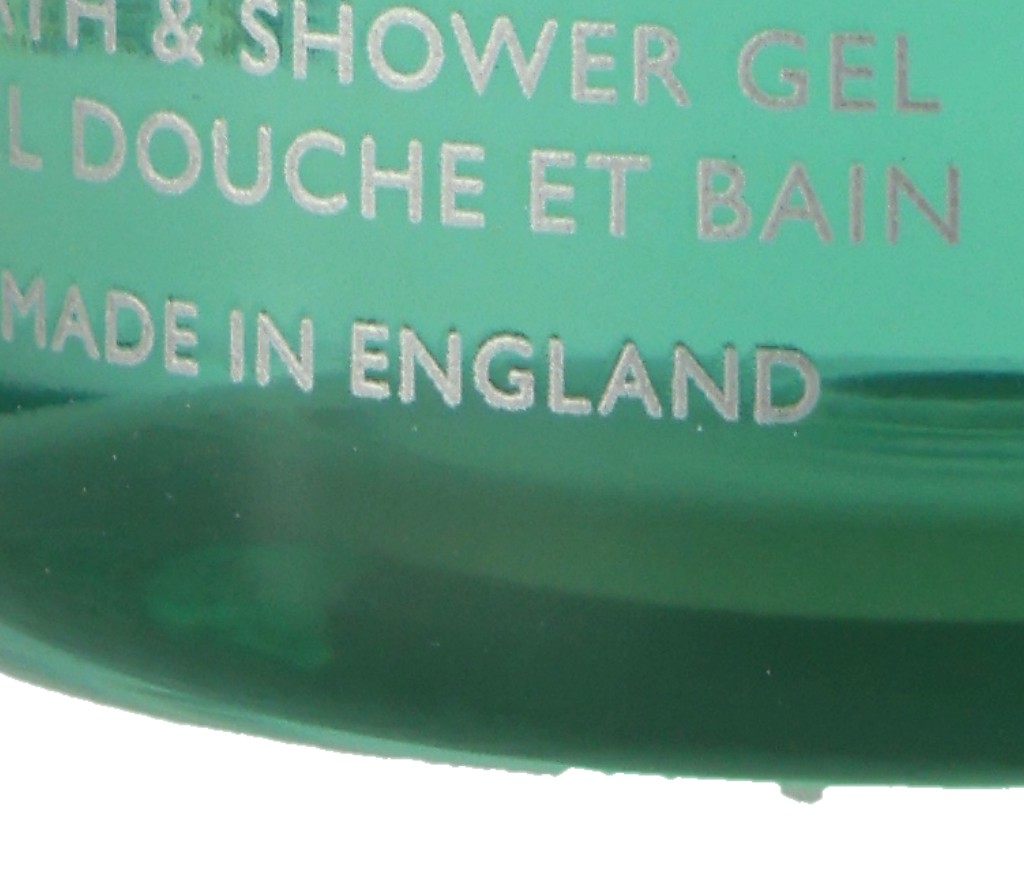 ATH & SHOWER GEL
L DOUCHE ET BAIN
MADE IN ENGLAND